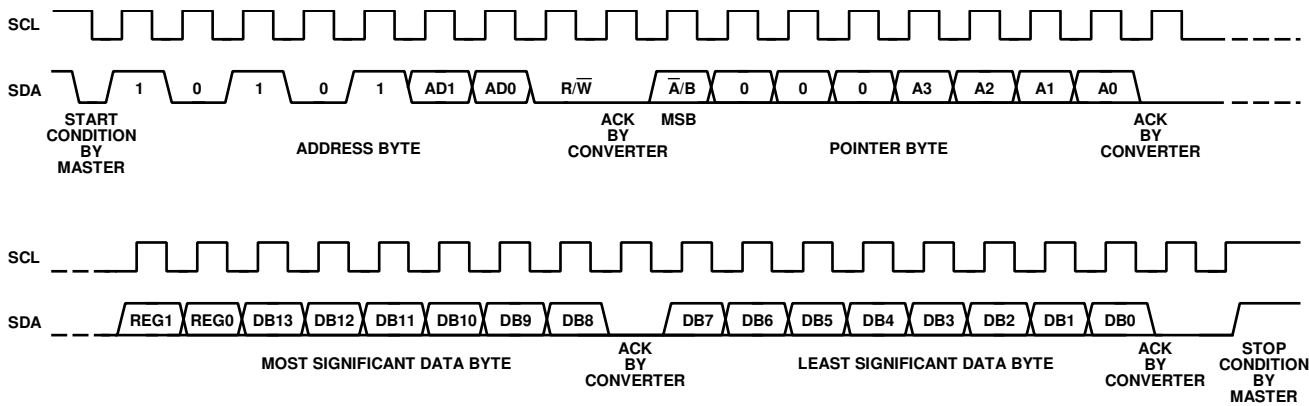 SCL
SDA
1 0 1 0 1 AD1 AD0 R/W̅ A̅/B 0 0 0 A3 A2 A1 A0
START
CONDITION
BY
MASTER
ADDRESS BYTE
ACK
BY
CONVERTER
MSB
POINTER BYTE
ACK
BY
CONVERTER
SCL
SDA
REG1 REG0 DB13 DB12 DB11 DB10 DB9 DB8 DB7 DB6 DB5 DB4 DB3 DB2 DB1 DB0
MOST SIGNIFICANT DATA BYTE
ACK
BY
CONVERTER
LEAST SIGNIFICANT DATA BYTE
ACK
BY
CONVERTER
STOP
CONDITION
BY
MASTER